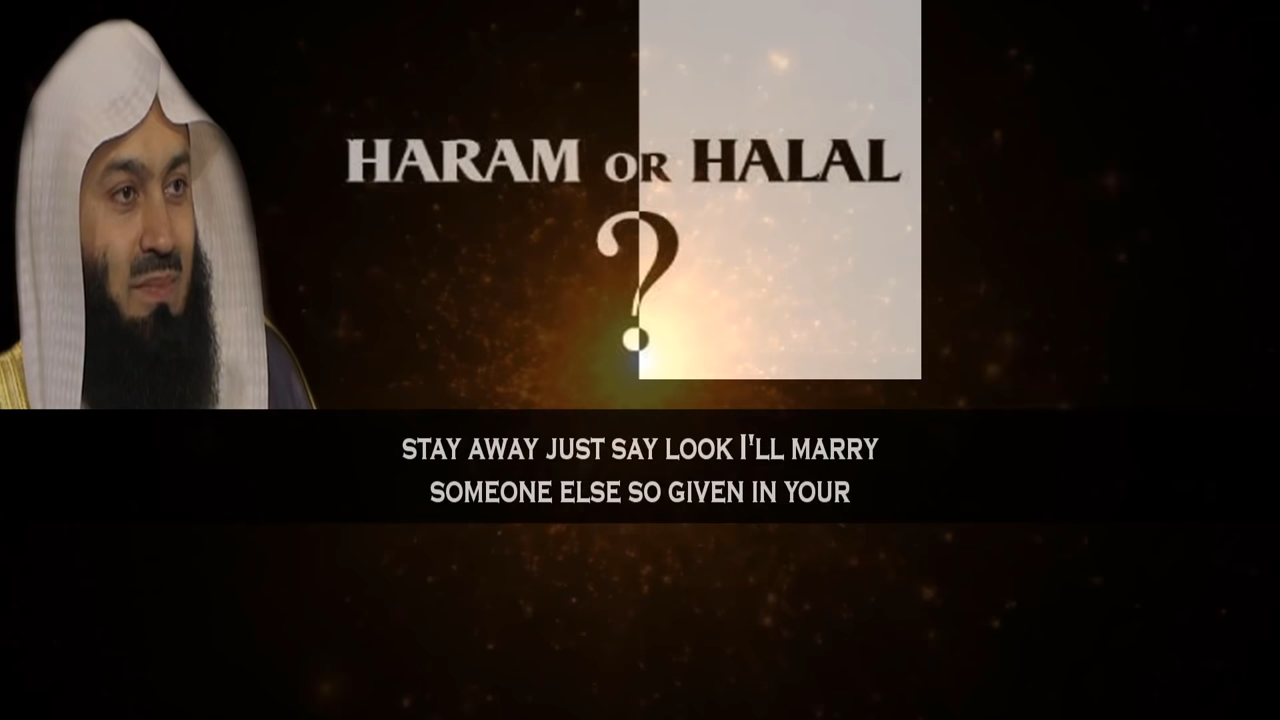 HARAM OR HALAL
?
STAY AWAY JUST SAY LOOK I'LL MARRY
SOMEONE ELSE SO GIVEN IN YOUR